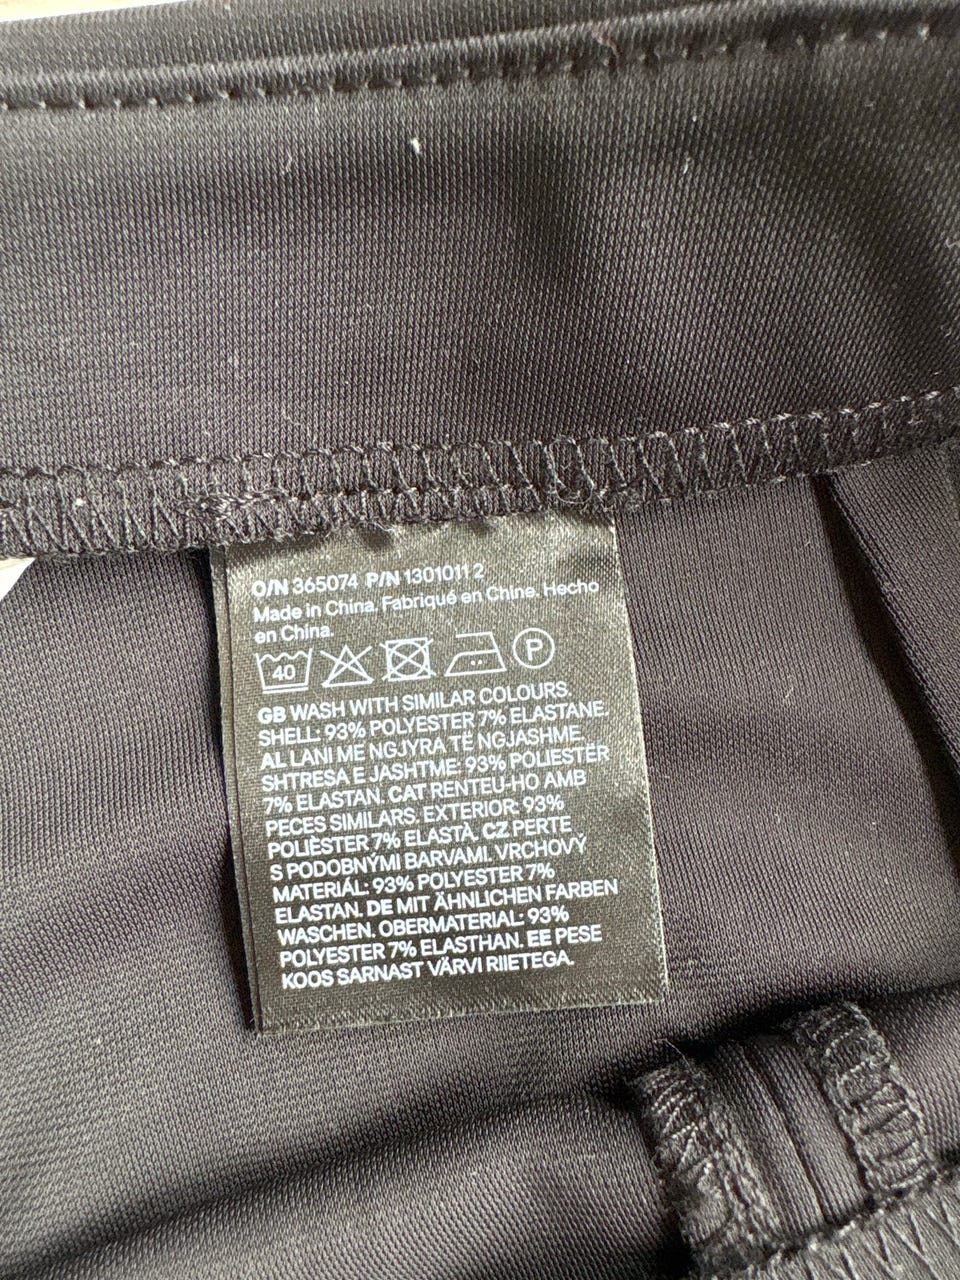 O/N 365074 P/N 1301011 2
Made in China. Fabriqué en Chine. Hecho
en China.
40 P
GB WASH WITH SIMILAR COLOURS.
SHELL: 93% POLYESTER 7% ELASTANE.
AL LANI ME NGJYRA TË NGJASHME.
SHTRESA E JASHTME: 93% POLIESTËR
7% ELASTAN. CAT RENTEU-HO AMB
PECES SIMILARS. EXTERIOR: 93%
POLIÈSTER 7% ELASTÀ. CZ PERTE
S PODOBNÝMI BARVAMI. VRCHOVÝ
MATERIÁL: 93% POLYESTER 7%
ELASTAN. DE MIT ÄHNLICHEN FARBEN
WASCHEN. OBERMATERIAL: 93%
POLYESTER 7% ELASTHAN. EE PESE
KOOS SARNAST VÄRVI RIIETEGA.